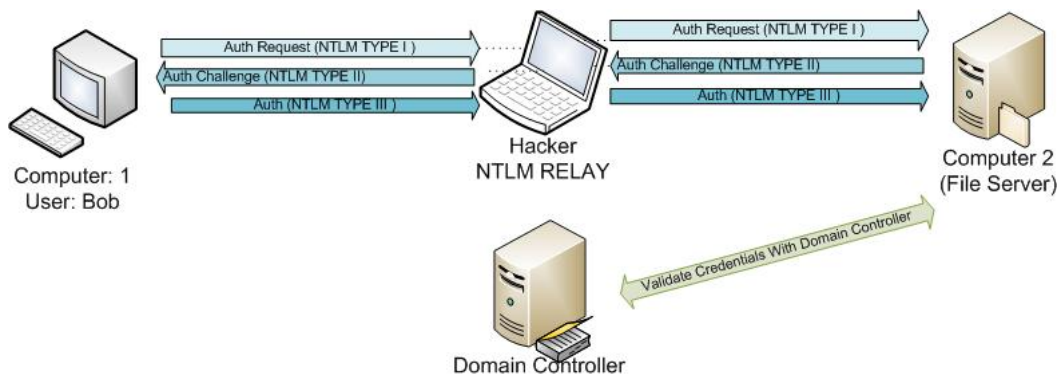 Auth Request (NTLM TYPE I )
Auth Challenge (NTLM TYPE II)
Auth (NTLM TYPE III )
Auth Request (NTLM TYPE I )
Auth Challenge (NTLM TYPE II)
Auth (NTLM TYPE III )
Computer: 1
User: Bob
Hacker
NTLM RELAY
Computer 2
(File Server)
Validate Credentials With Domain Controller
Domain Controller